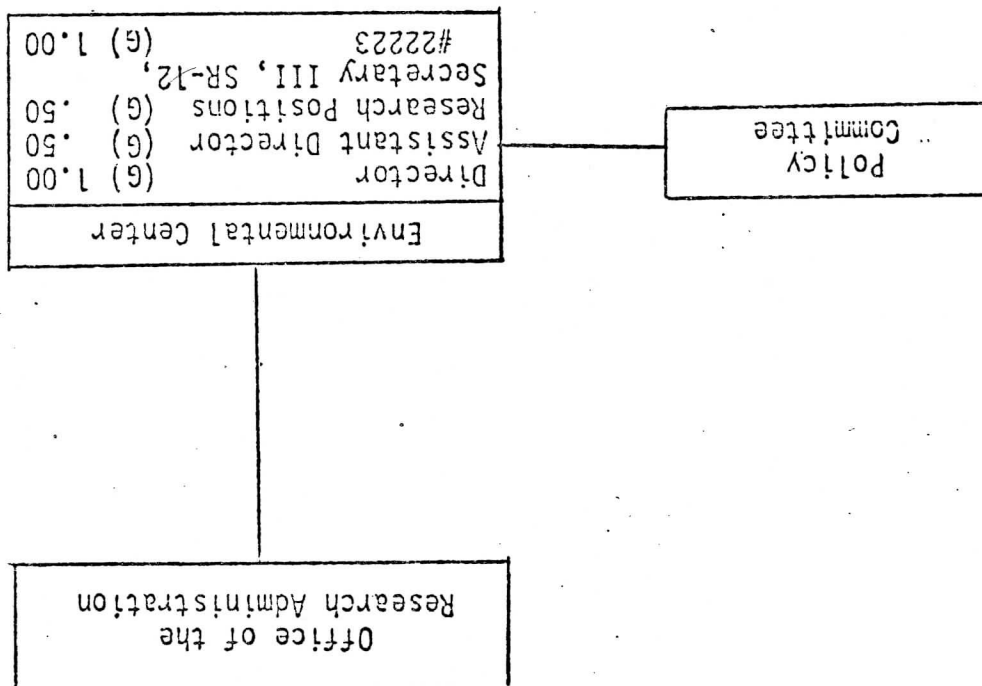 Office of the
Research Administration
Policy
Committee
Environmental Center
Director (G) 1.00
Assistant Director (G) .50
Research Positions (G) .50
Secretary III, SR-12,
#22223 (G) 1.00